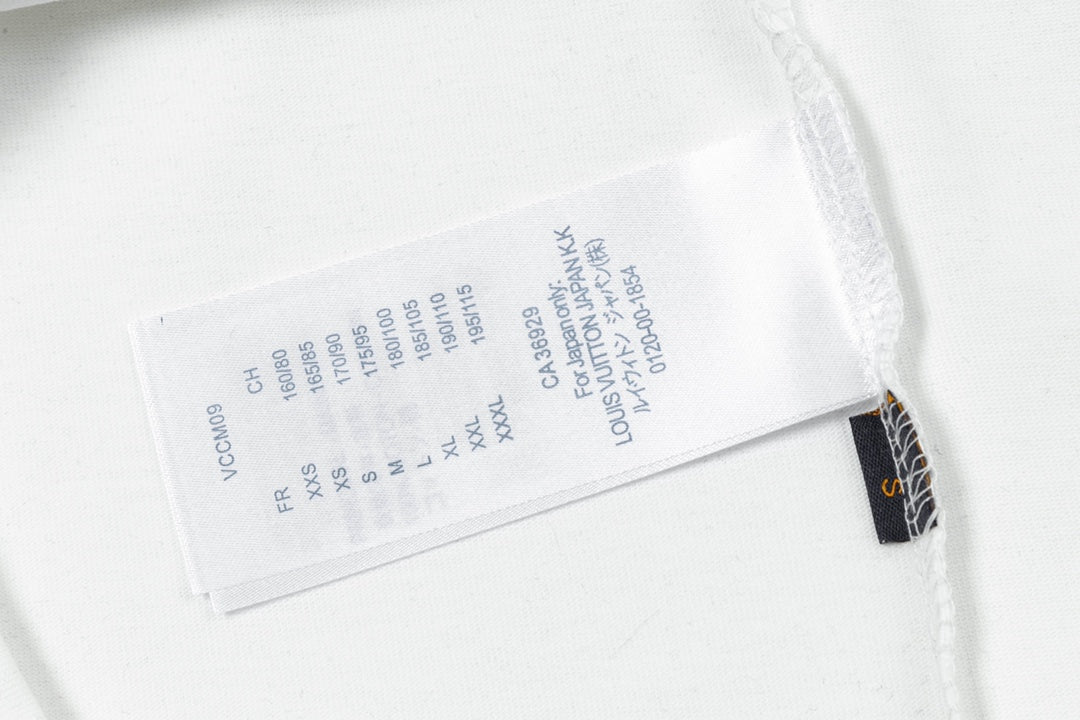 VCCM09
FR CH
XXS 160/80
XS 165/85
S 170/90
M 175/95
L 180/100
XL 185/105
XXL 190/110
XXXL 195/115
CA 36929
For Japan only:
LOUIS VUITTON JAPAN K.K
ルイ・ヴィトン ジャパン(株)
0120-00-1854
S